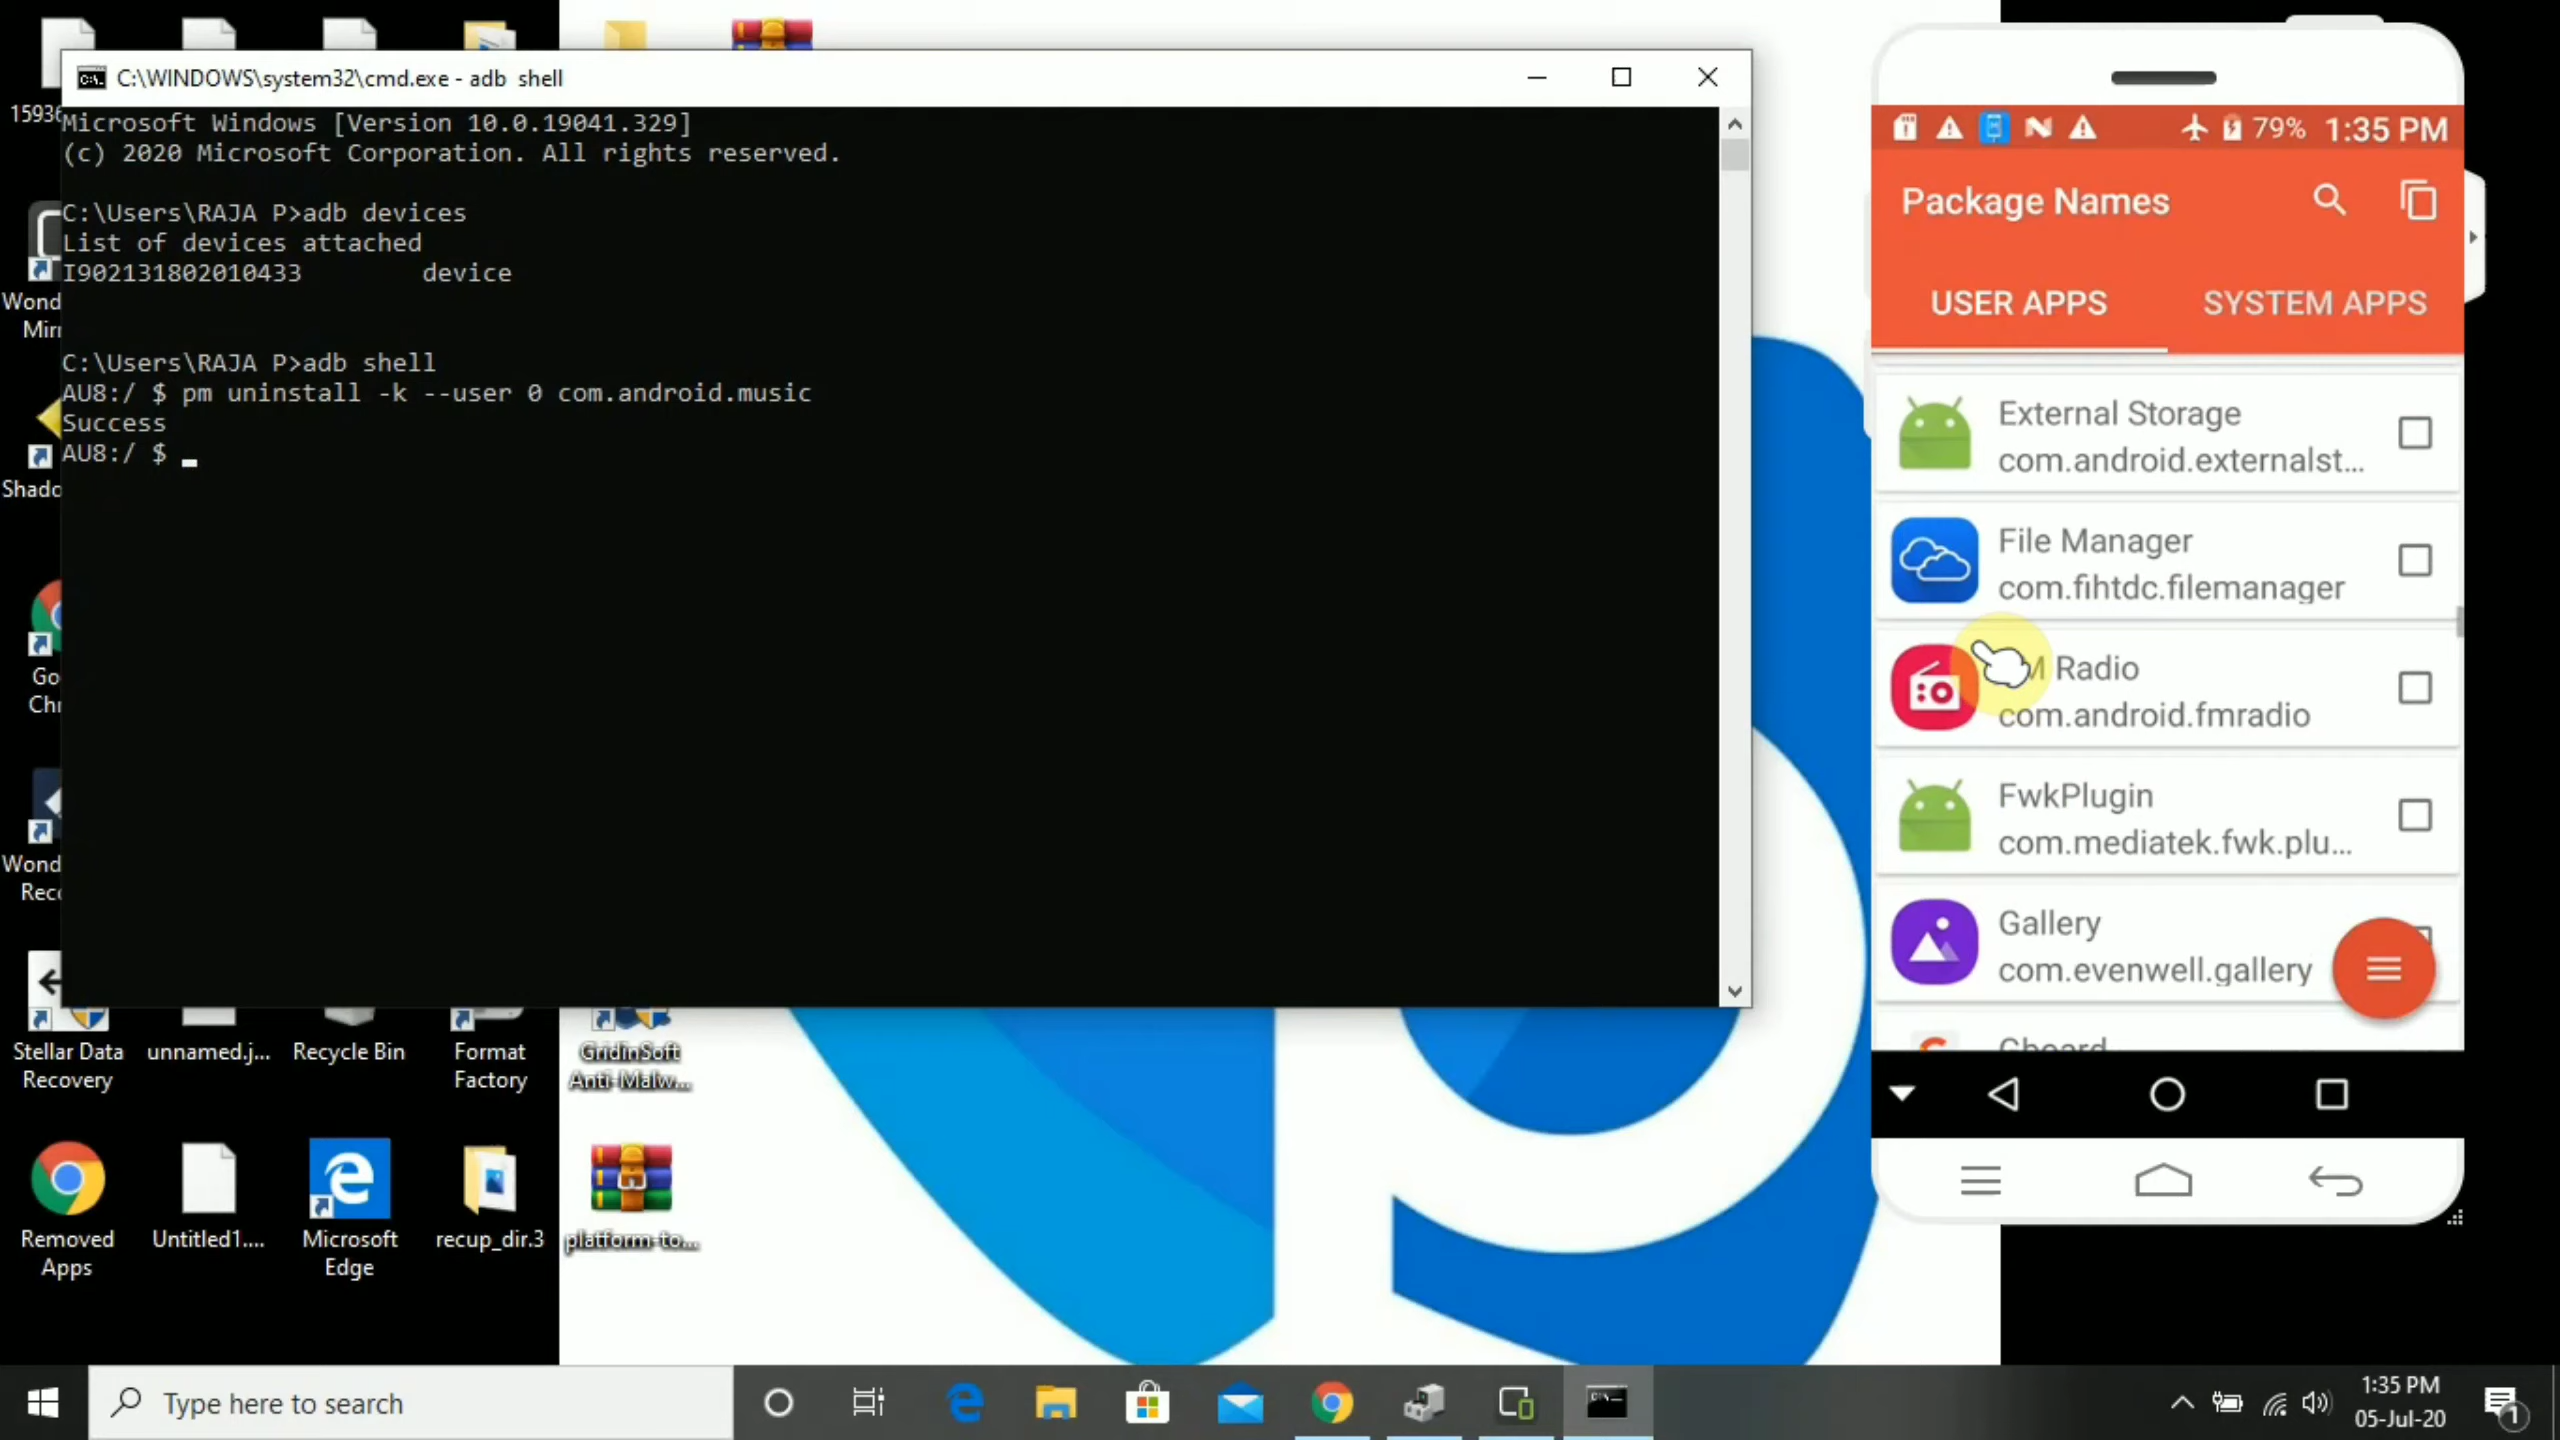 C:\WINDOWS\system32\cmd.exe - adb  shell
Microsoft Windows [Version 10.0.19041.329]
(c) 2020 Microsoft Corporation. All rights reserved.
C:\Users\RAJA P>adb devices
List of devices attached
I902131802010433        device
C:\Users\RAJA P>adb shell
AU8:/ $ pm uninstall -k --user 0 com.android.music
Success
AU8:/ $
79% 1:35 PM
Package Names
USER APPS
SYSTEM APPS
External Storage
com.android.externalst...
File Manager
com.fihtdc.filemanager
Radio
com.android.fmradio
FwkPlugin
com.mediatek.fwk.plu...
Gallery
com.evenwell.gallery
Gboard
Stellar Data
Recovery
unnamed.j...
Recycle Bin
Format
Factory
GridinSoft
Anti-Malw...
Removed
Apps
Untitled1....
Microsoft
Edge
recup_dir.3
platform-to...
Type here to search
1:35 PM
05-Jul-20
1